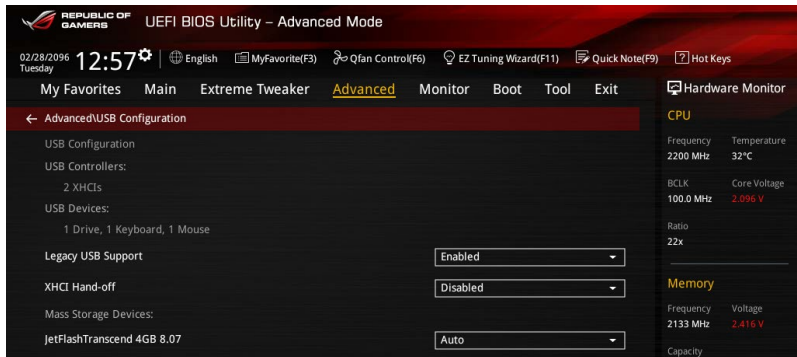 REPUBLIC OF
GAMERS
UEFI BIOS Utility – Advanced Mode
02/28/2096
Tuesday
12:57
English
MyFavorite(F3)
Qfan Control(F6)
EZ Tuning Wizard(F11)
Quick Note(F9)
? Hot Keys
My Favorites Main Extreme Tweaker Advanced Monitor Boot Tool Exit
Hardware Monitor
Advanced\USB Configuration
USB Configuration
USB Controllers:
2 XHCIs
USB Devices:
1 Drive, 1 Keyboard, 1 Mouse
Legacy USB Support Enabled
XHCI Hand-off Disabled
Mass Storage Devices:
JetFlashTranscend 4GB 8.07 Auto
CPU
Frequency Temperature
2200 MHz 32°C
BCLK Core Voltage
100.0 MHz 2.096 V
Ratio
22x
Memory
Frequency Voltage
2133 MHz 2.416 V
Capacity